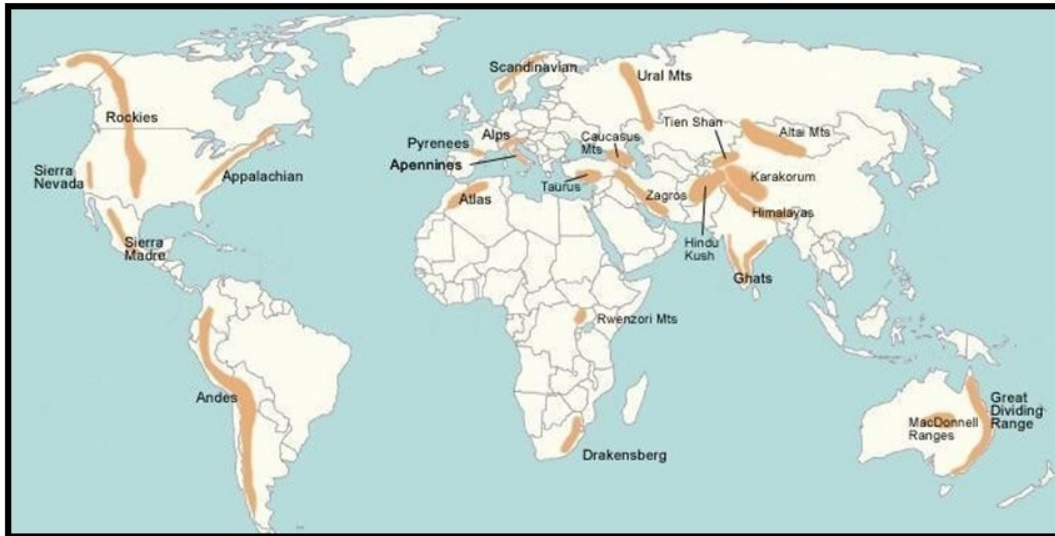 Scandinavian
Ural Mts
Rockies
Tien Shan
Altai Mts
Alps
Caucasus
Mts
Pyrenees
Apennines
Sierra
Nevada
Appalachian
Karakorum
Taurus
Zagros
Atlas
Himalayas
Sierra
Madre
Hindu
Kush
Ghats
Rwenzori Mts
Andes
Great
Dividing
Range
MacDonnell
Ranges
Drakensberg